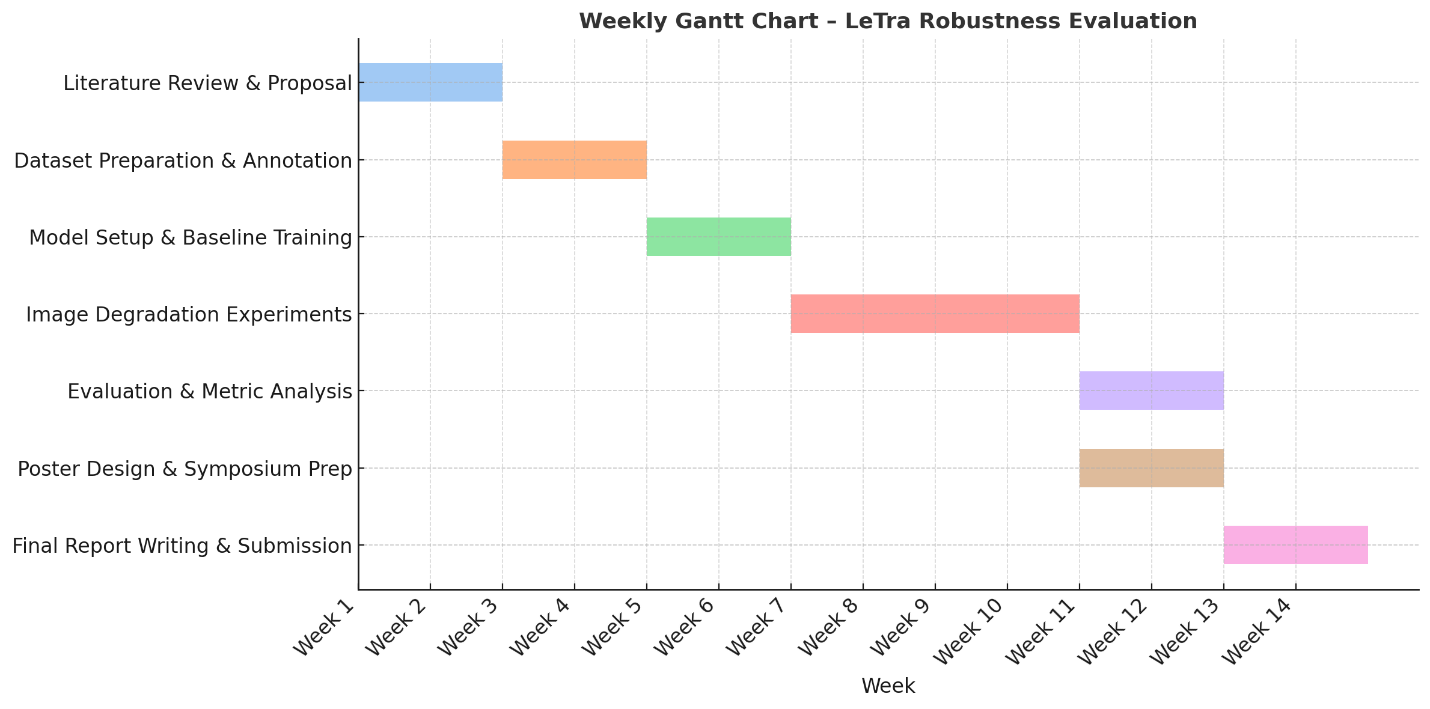 Weekly Gantt Chart – LeTra Robustness Evaluation
Literature Review & Proposal
Dataset Preparation & Annotation
Model Setup & Baseline Training
Image Degradation Experiments
Evaluation & Metric Analysis
Poster Design & Symposium Prep
Final Report Writing & Submission
Week 1
Week 2
Week 3
Week 4
Week 5
Week 6
Week 7
Week 8
Week 9
Week 10
Week 11
Week 12
Week 13
Week 14
Week